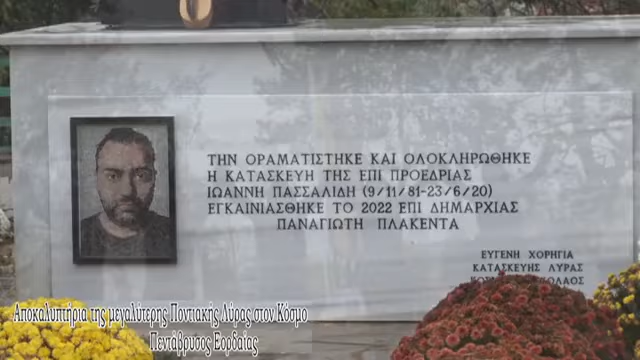 ΤΗΝ ΟΡΑΜΑΤΙΣΤΗΚΕ ΚΑΙ ΟΛΟΚΛΗΡΩΘΗΚΕ
Η ΚΑΤΑΣΚΕΥΗ ΤΗΣ ΕΠΙ ΠΡΟΕΔΡΙΑΣ
ΙΩΑΝΝΗ ΠΑΣΣΑΛΙΔΗ (9/11/81-23/6/20)
ΕΓΚΑΙΝΙΑΣΘΗΚΕ ΤΟ 2022 ΕΠΙ ΔΗΜΑΡΧΙΑΣ
ΠΑΝΑΓΙΩΤΗ ΠΛΑΚΕΝΤΑ
ΕΥΓΕΝΗ ΧΟΡΗΓΙΑ
ΚΑΤΑΣΚΕΥΗΣ ΛΥΡΑΣ
Αποκαλυπτήρια της μεγαλύτερης Ποντιακής Λύρας στον Κόσμο
Πεντάβρυσος Εορδαίας